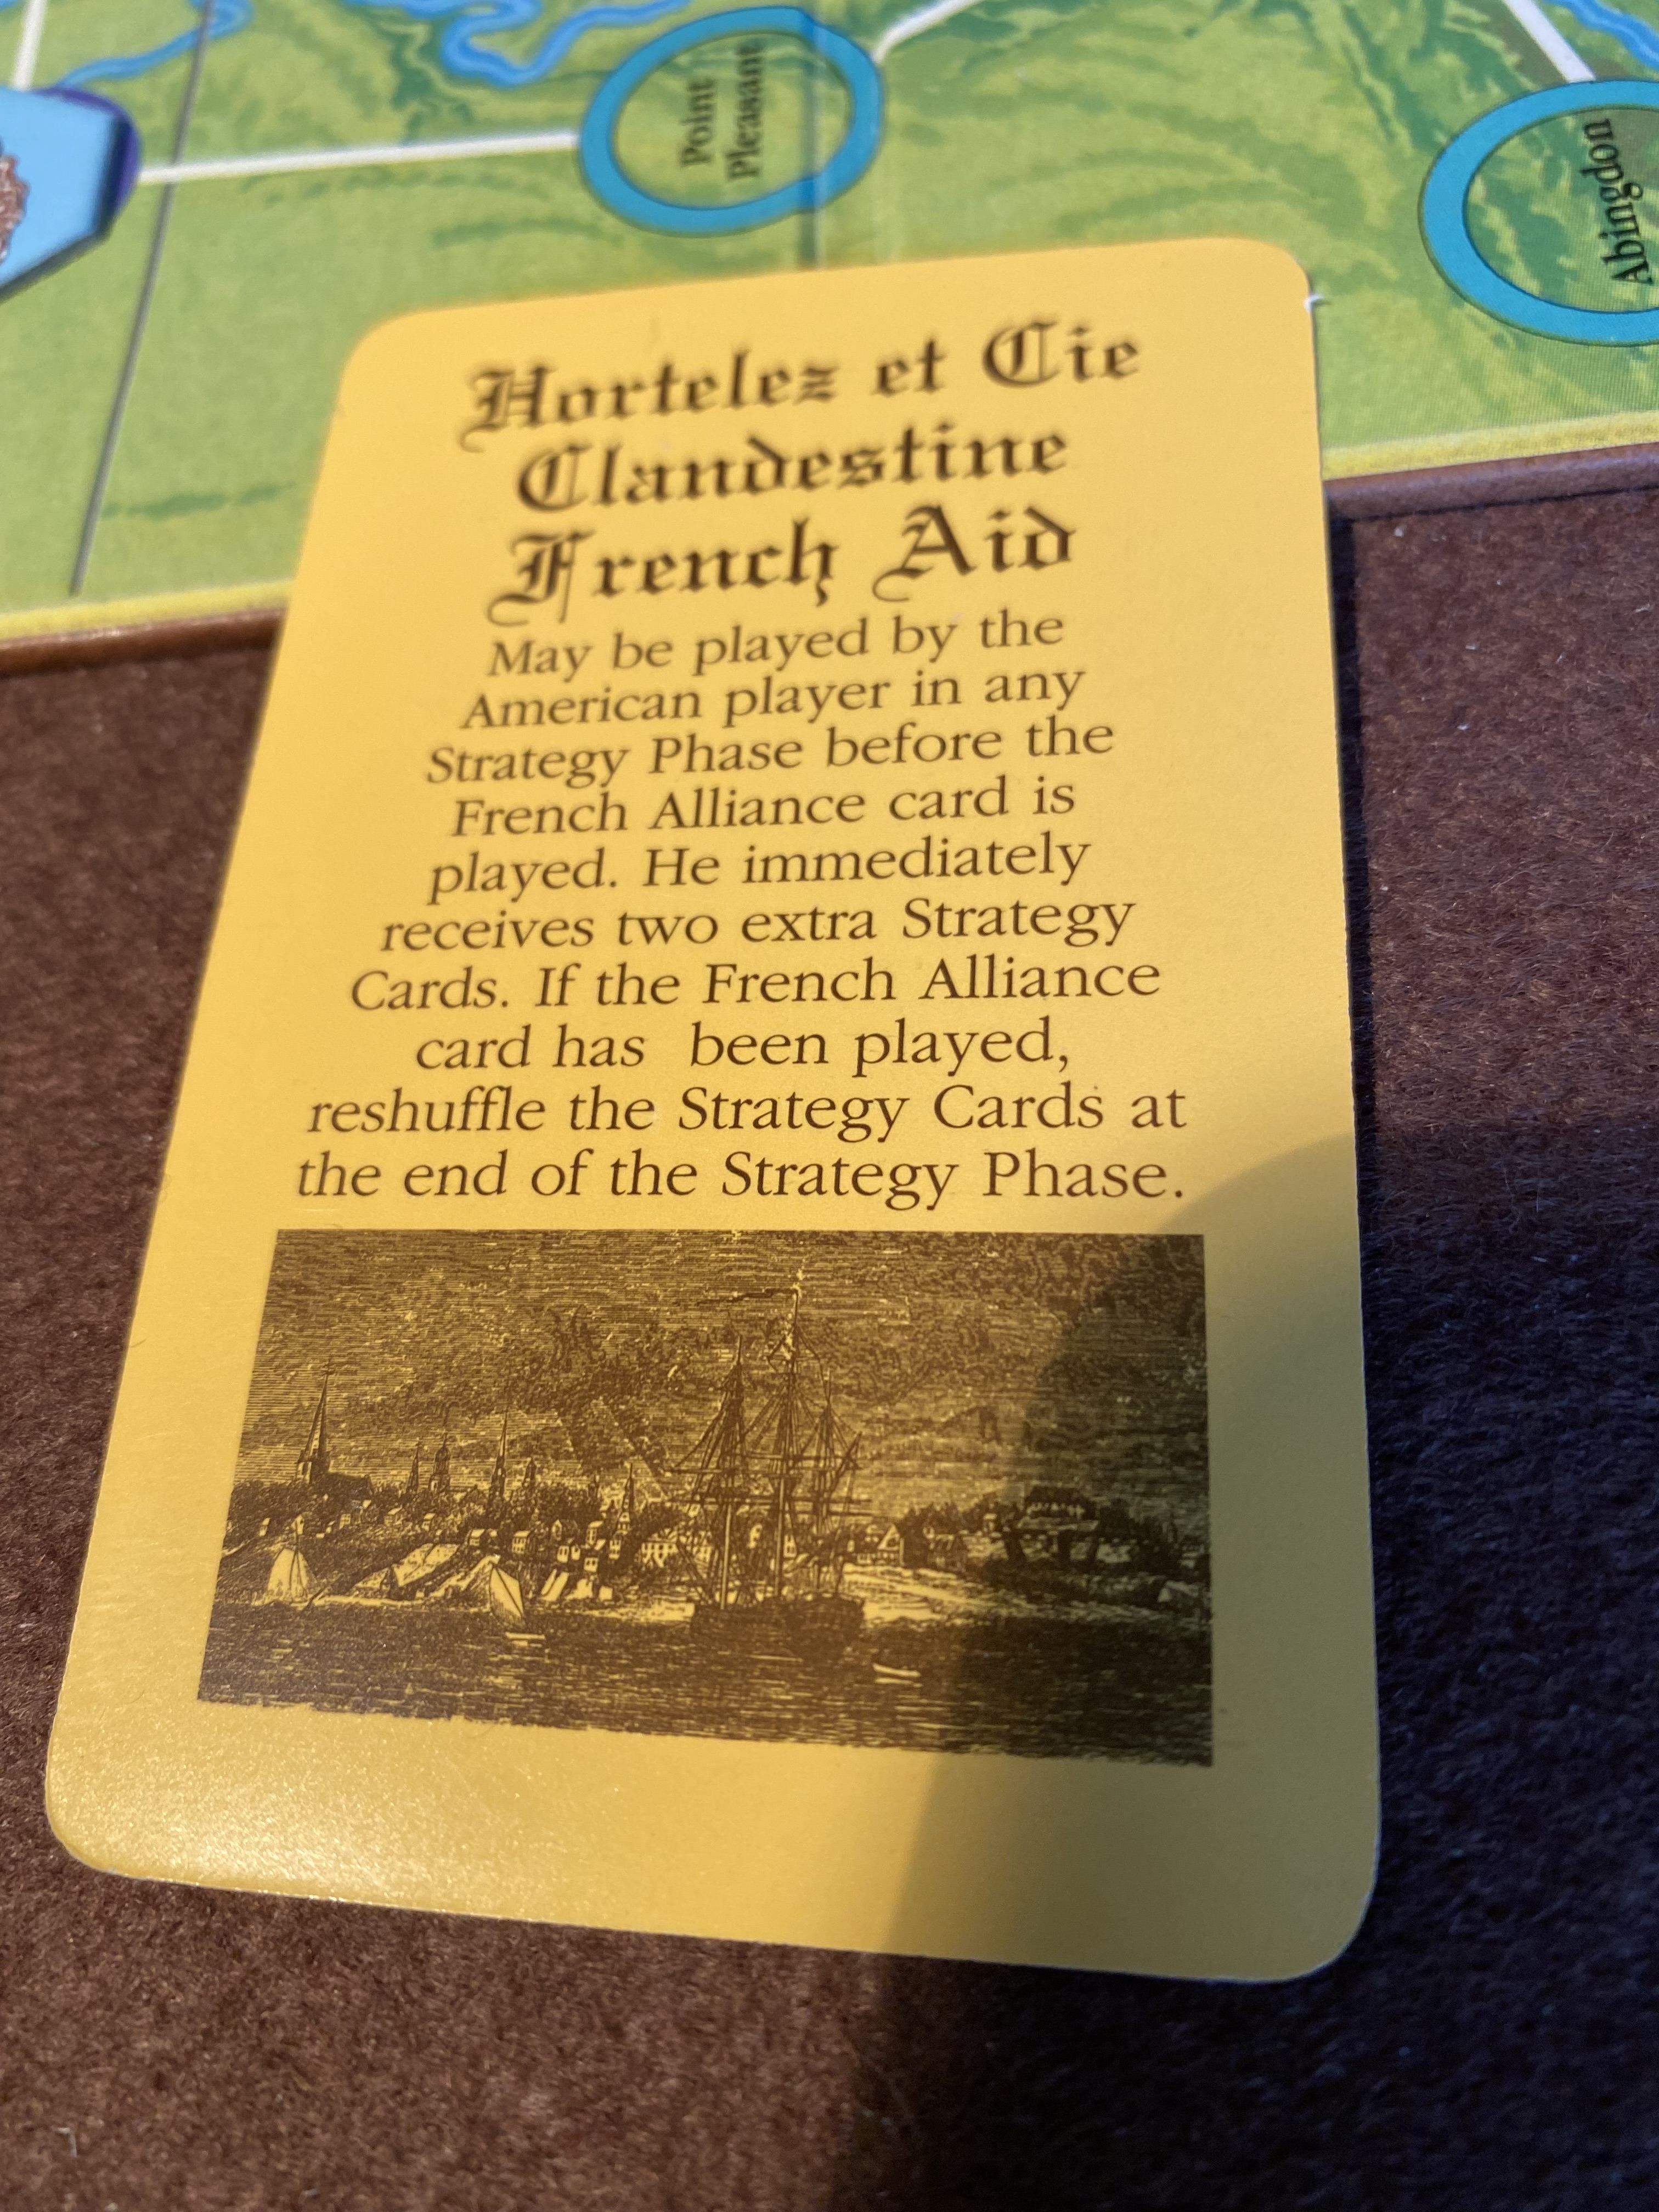 Point
Pleasant
Abingdon
Hortelez et Cie
Clandestine
French Aid
May be played by the
American player in any
Strategy Phase before the
French Alliance card is
played. He immediately
receives two extra Strategy
Cards. If the French Alliance
card has been played,
reshuffle the Strategy Cards at
the end of the Strategy Phase.